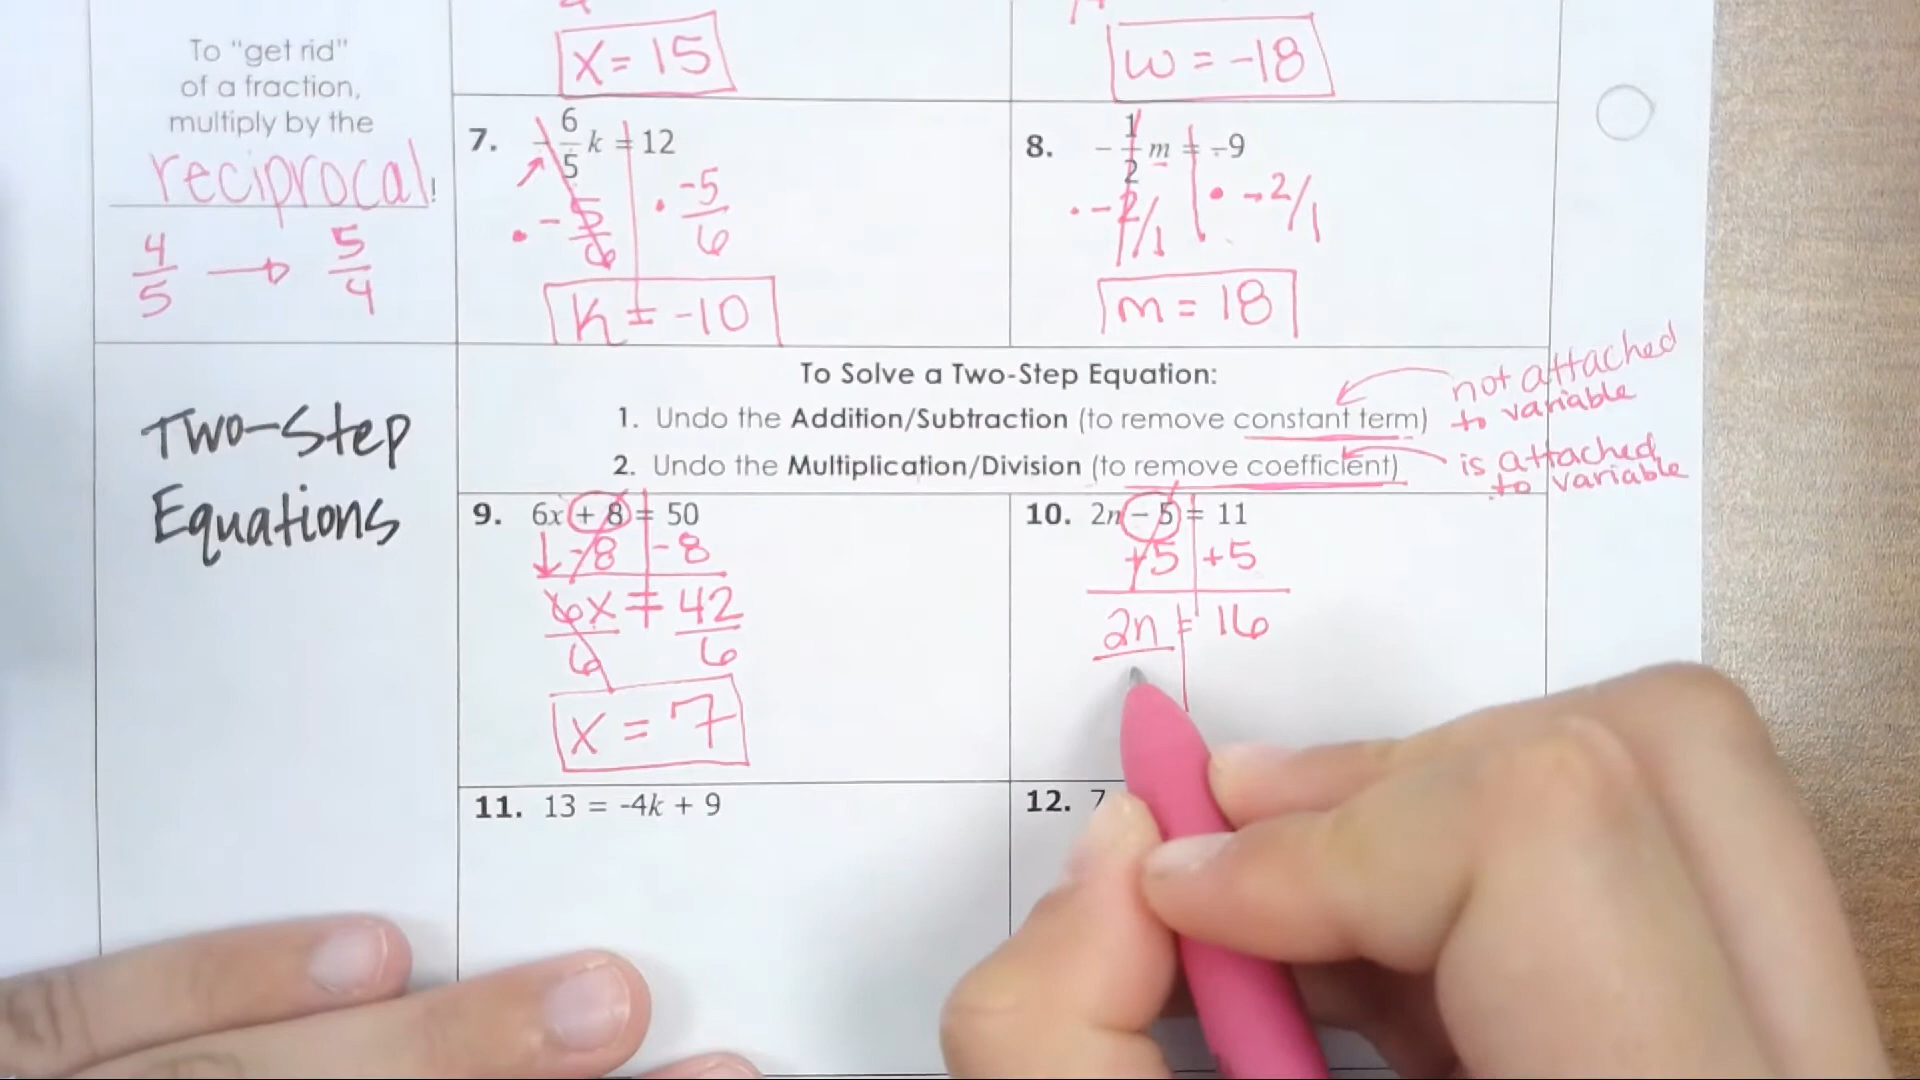 To "get rid"
of a fraction,
multiply by the
reciprocal!
4/5 → 5/4
x = 15
w = -18
7. -6/5 k = 12
· -5/6 · -5/6
k = -10
8. -1/2 m = -9
· -2/1 · -2/1
m = 18
Two-Step
Equations
To Solve a Two-Step Equation:
1. Undo the Addition/Subtraction (to remove constant term)
not attached
to variable
2. Undo the Multiplication/Division (to remove coefficient)
is attached
to variable
9. 6x + 8 = 50
-8 -8
6x = 42
6 6
x = 7
10. 2n - 5 = 11
+5 +5
2n = 16
11. 13 = -4k + 9
12. 7